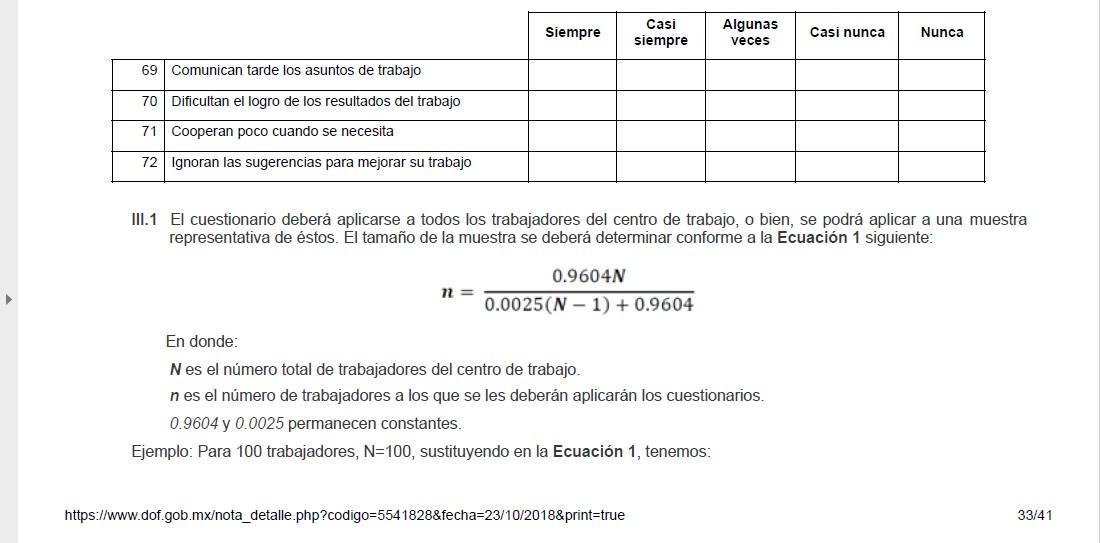 Siempre Casi siempre Algunas veces Casi nunca Nunca
69 Comunican tarde los asuntos de trabajo
70 Dificultan el logro de los resultados del trabajo
71 Cooperan poco cuando se necesita
72 Ignoran las sugerencias para mejorar su trabajo
III.1 El cuestionario deberá aplicarse a todos los trabajadores del centro de trabajo, o bien, se podrá aplicar a una muestra
representativa de éstos. El tamaño de la muestra se deberá determinar conforme a la Ecuación 1 siguiente:
n = 0.9604N / 0.0025(N − 1) + 0.9604
En donde:
N es el número total de trabajadores del centro de trabajo.
n es el número de trabajadores a los que se les deberán aplicarán los cuestionarios.
0.9604 y 0.0025 permanecen constantes.
Ejemplo: Para 100 trabajadores, N=100, sustituyendo en la Ecuación 1, tenemos:
https://www.dof.gob.mx/nota_detalle.php?codigo=5541828&fecha=23/10/2018&print=true 33/41